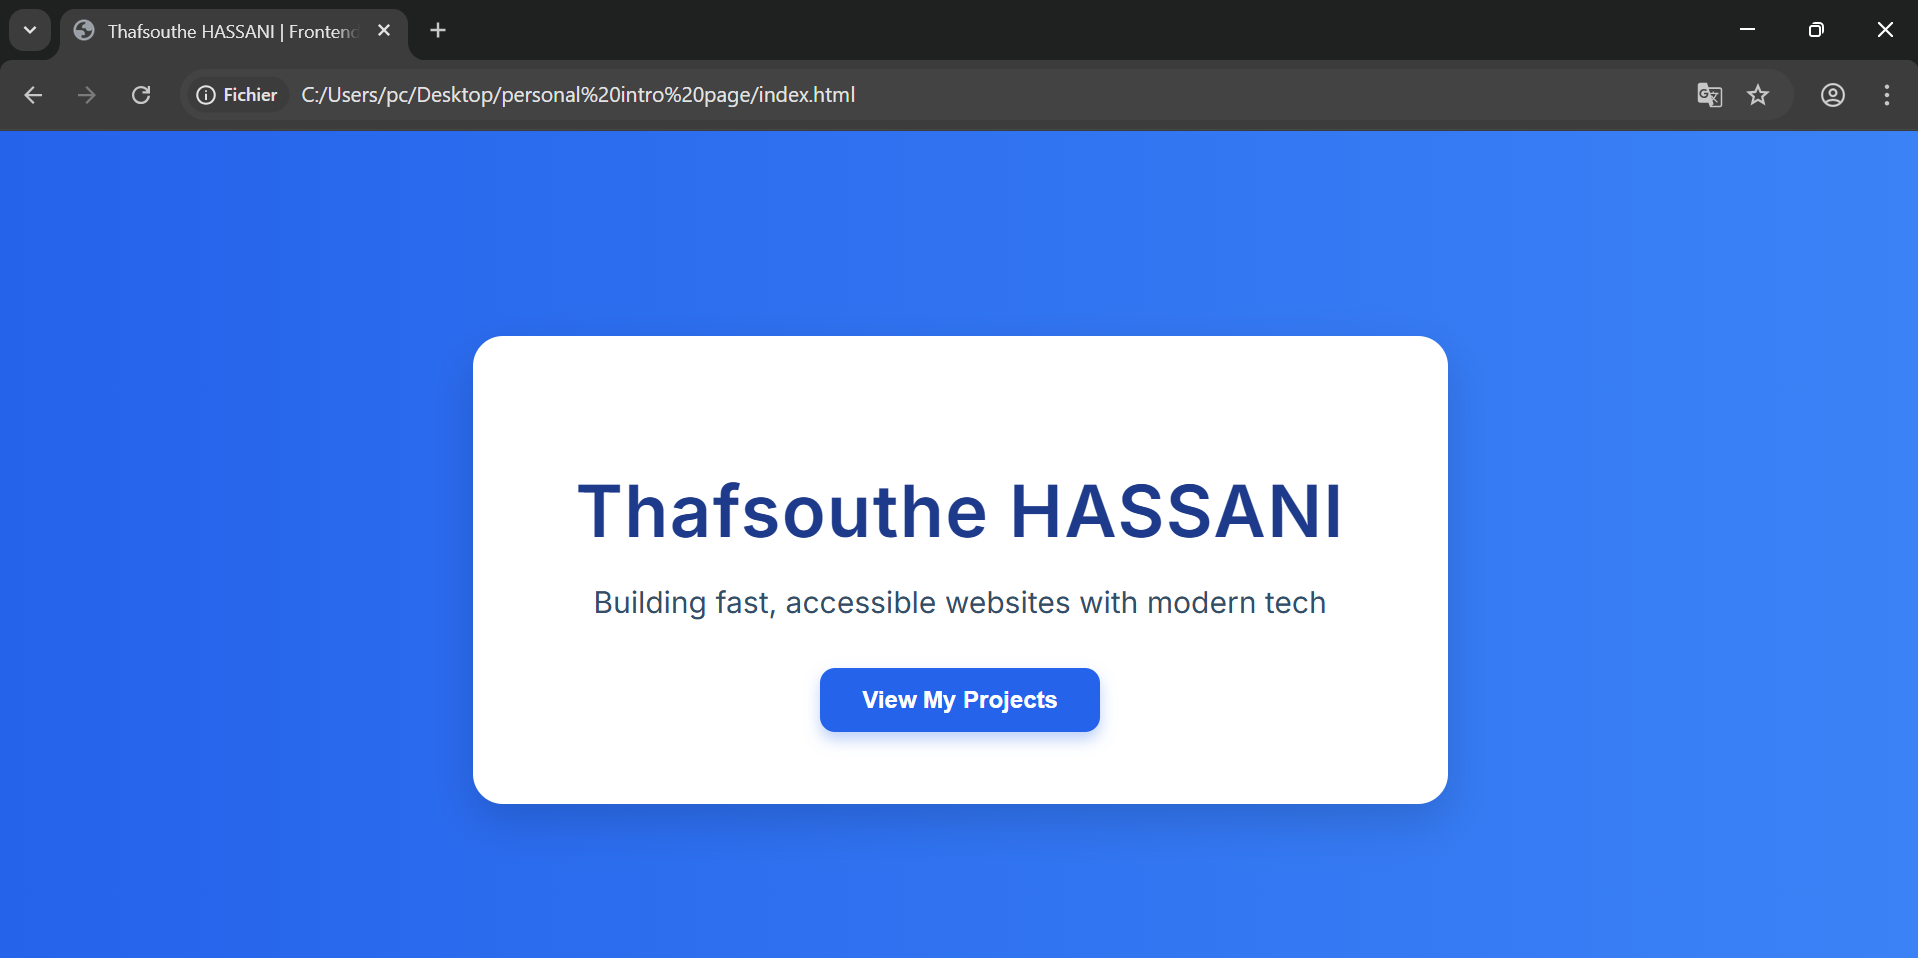 Thafsouthe HASSANI | Frontend
Fichier C:/Users/pc/Desktop/personal%20intro%20page/index.html
Thafsouthe HASSANI
Building fast, accessible websites with modern tech
View My Projects